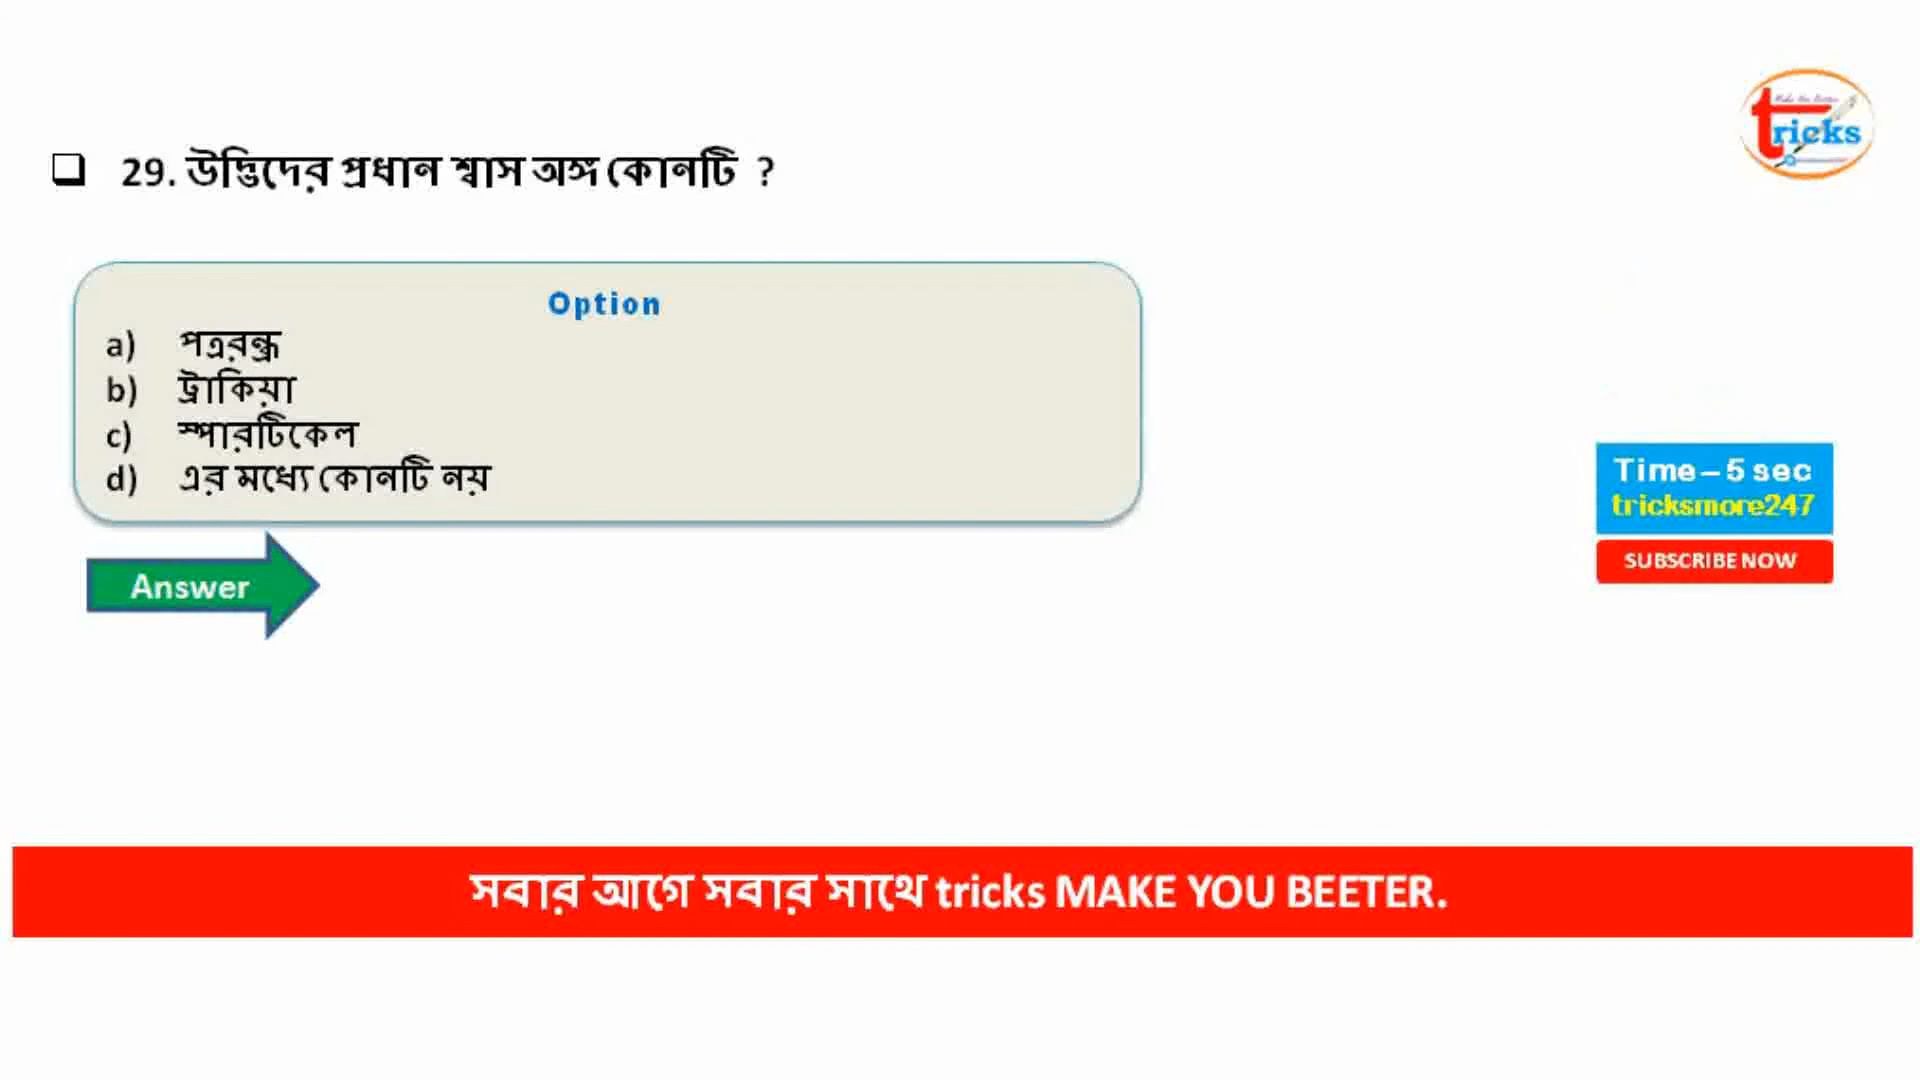 tricks
❑ 29. উদ্ভিদের প্রধান শ্বাস অঙ্গ কোনটি ?
Option
a) পত্ররন্ধ্র
b) ট্রাকিয়া
c) স্পারটিকেল
d) এর মধ্যে কোনটি নয়
Time – 5 sec
tricksmore247
SUBSCRIBE NOW
Answer
সবার আগে সবার সাথে tricks MAKE YOU BEETER.